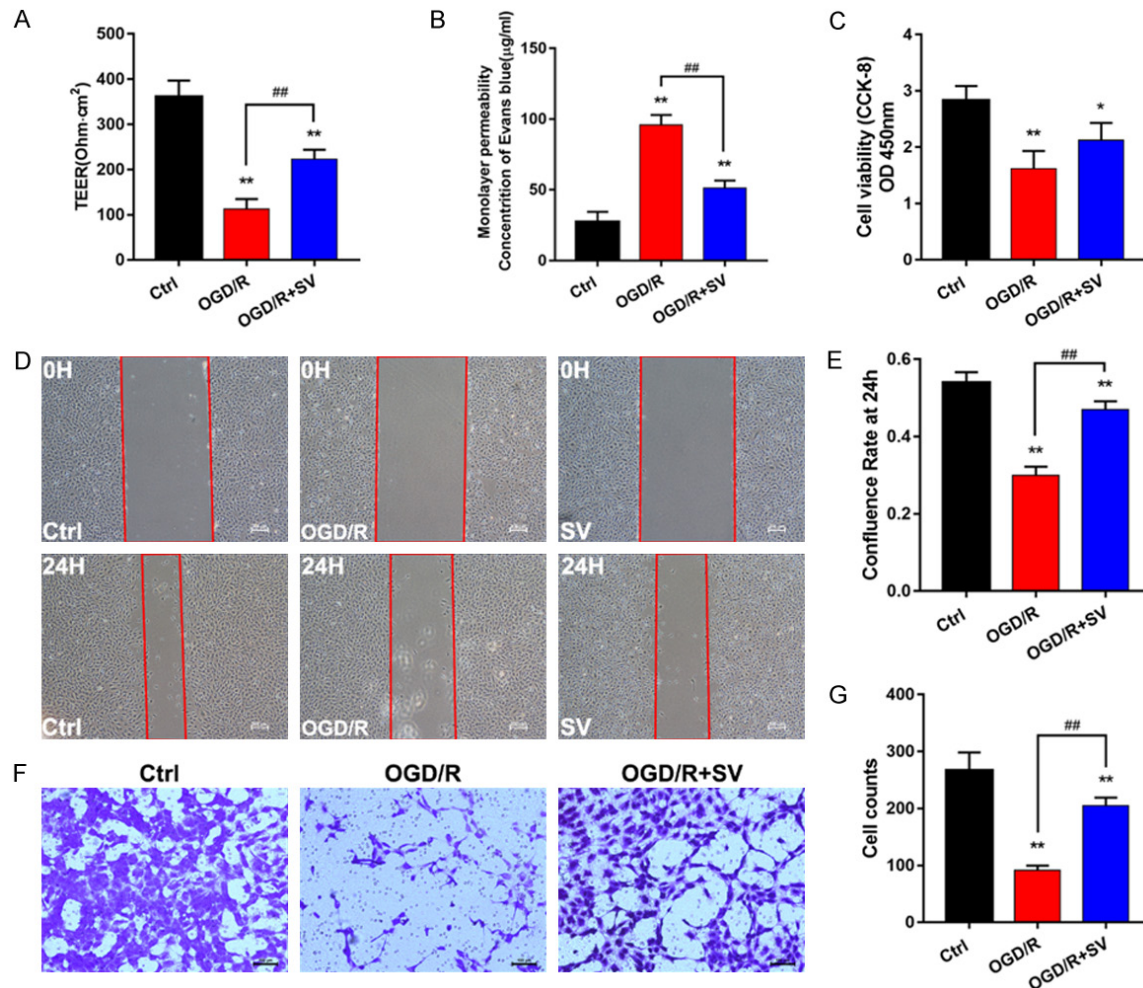 A
TEER(Ohm·cm²)
500
400
300
200
100
0
**
**
##
Ctrl
OGD/R
OGD/R+SV
B
Monolayer permeability
Concentrition of Evans blue(μg/ml)
150
100
50
0
**
**
##
Ctrl
OGD/R
OGD/R+SV
C
Cell viability (CCK-8)
OD 450nm
4
3
2
1
0
**
*
Ctrl
OGD/R
OGD/R+SV
D
0H
Ctrl
0H
OGD/R
0H
SV
24H
Ctrl
24H
OGD/R
24H
SV
E
Confluence Rate at 24h
0.6
0.4
0.2
0.0
**
**
##
Ctrl
OGD/R
OGD/R+SV
F
Ctrl
OGD/R
OGD/R+SV
G
Cell counts
400
300
200
100
0
**
**
##
Ctrl
OGD/R
OGD/R+SV